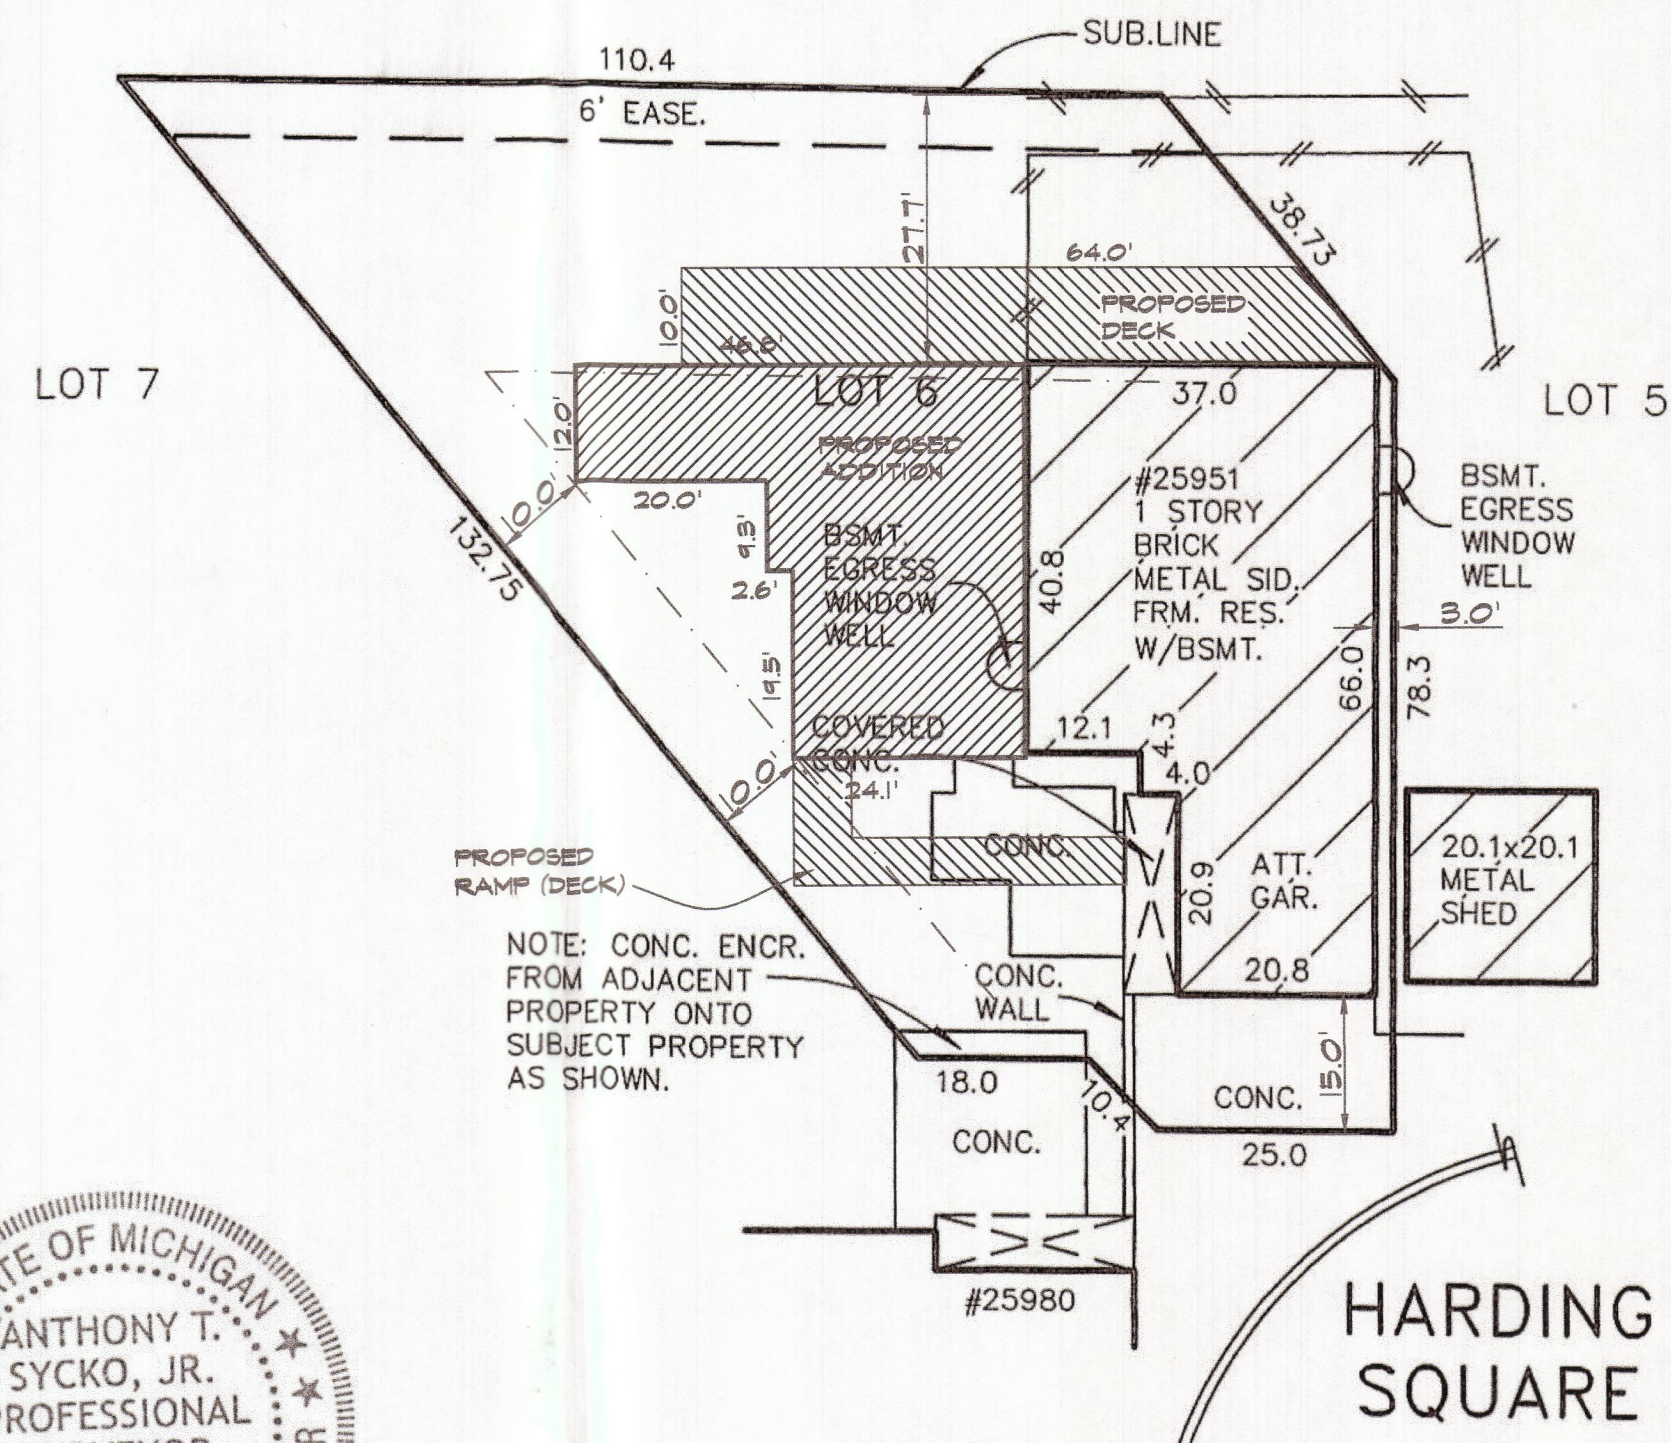 SUB.LINE
110.4
6' EASE.
27.7'
38.73
64.0'
10.0'
PROPOSED
DECK
46.8'
LOT 7
LOT 6
37.0
LOT 5
12.0'
PROPOSED
ADDITION
#25951
1 STORY
BRICK
METAL SID.
FRM. RES.
W/BSMT.
BSMT.
EGRESS
WINDOW
WELL
10.0'
20.0'
132.75
9.3'
BSMT.
EGRESS
WINDOW
WELL
40.8
2.6'
3.0'
19.5'
66.0
78.3
COVERED
CONC.
12.1
4.3
4.0
10.0'
24.1'
PROPOSED
RAMP (DECK)
CONC.
20.9
ATT.
GAR.
20.1x20.1
METAL
SHED
NOTE: CONC. ENCR.
FROM ADJACENT
PROPERTY ONTO
SUBJECT PROPERTY
AS SHOWN.
CONC.
WALL
20.8
18.0
10.4
CONC.
15.0'
CONC.
25.0
#25980
HARDING
SQUARE
OF MICHIGAN
ANTHONY T.
SYCKO, JR.
PROFESSIONAL